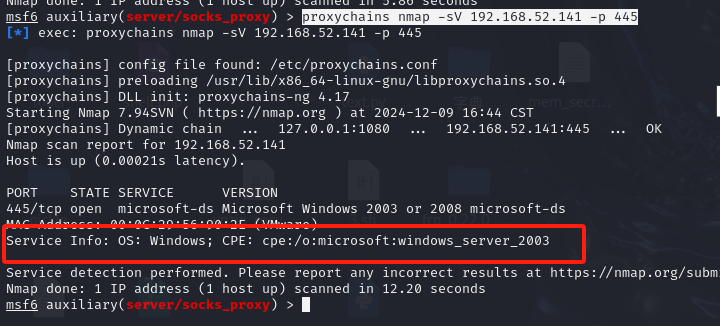 Nmap done: 1 IP address (1 host up) scanned in 5.86 seconds
msf6 auxiliary(server/socks_proxy) > proxychains nmap -sV 192.168.52.141 -p 445
[*] exec: proxychains nmap -sV 192.168.52.141 -p 445
[proxychains] config file found: /etc/proxychains.conf
[proxychains] preloading /usr/lib/x86_64-linux-gnu/libproxychains.so.4
[proxychains] DLL init: proxychains-ng 4.17
Starting Nmap 7.94SVN ( https://nmap.org ) at 2024-12-09 16:44 CST
[proxychains] Dynamic chain ... 127.0.0.1:1080 ... 192.168.52.141:445 ... OK
Nmap scan report for 192.168.52.141
Host is up (0.00021s latency).
PORT STATE SERVICE VERSION
445/tcp open microsoft-ds Microsoft Windows 2003 or 2008 microsoft-ds
MAC Address: 00:0C:29:56:90:2E (VMware)
Service Info: OS: Windows; CPE: cpe:/o:microsoft:windows_server_2003
Service detection performed. Please report any incorrect results at https://nmap.org/subm
Nmap done: 1 IP address (1 host up) scanned in 12.20 seconds
msf6 auxiliary(server/socks_proxy) >